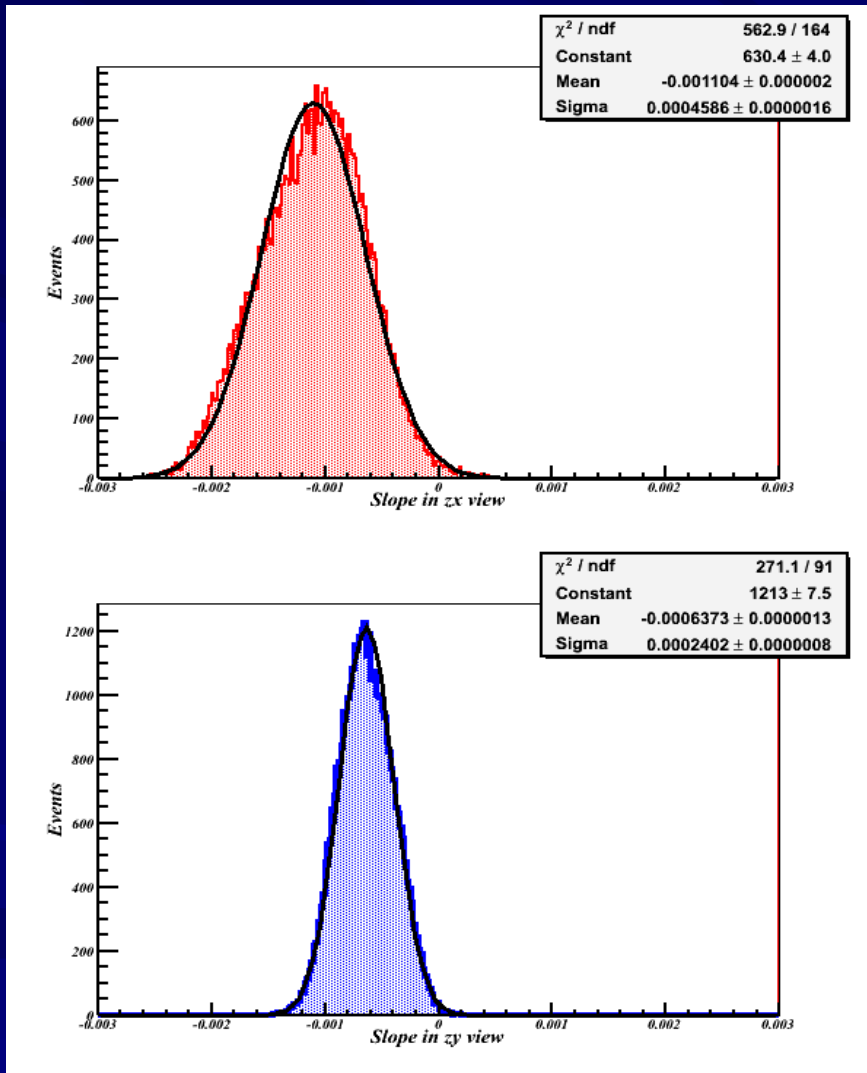 χ² / ndf 562.9 / 164
Constant 630.4 ± 4.0
Mean -0.001104 ± 0.000002
Sigma 0.0004586 ± 0.0000016
600
500
400
300
200
100
0
Events
-0.003 -0.002 -0.001 0 0.001 0.002 0.003
Slope in zx view
χ² / ndf 271.1 / 91
Constant 1213 ± 7.5
Mean -0.0006373 ± 0.0000013
Sigma 0.0002402 ± 0.0000008
1200
1000
800
600
400
200
0
Events
-0.003 -0.002 -0.001 0 0.001 0.002 0.003
Slope in zy view